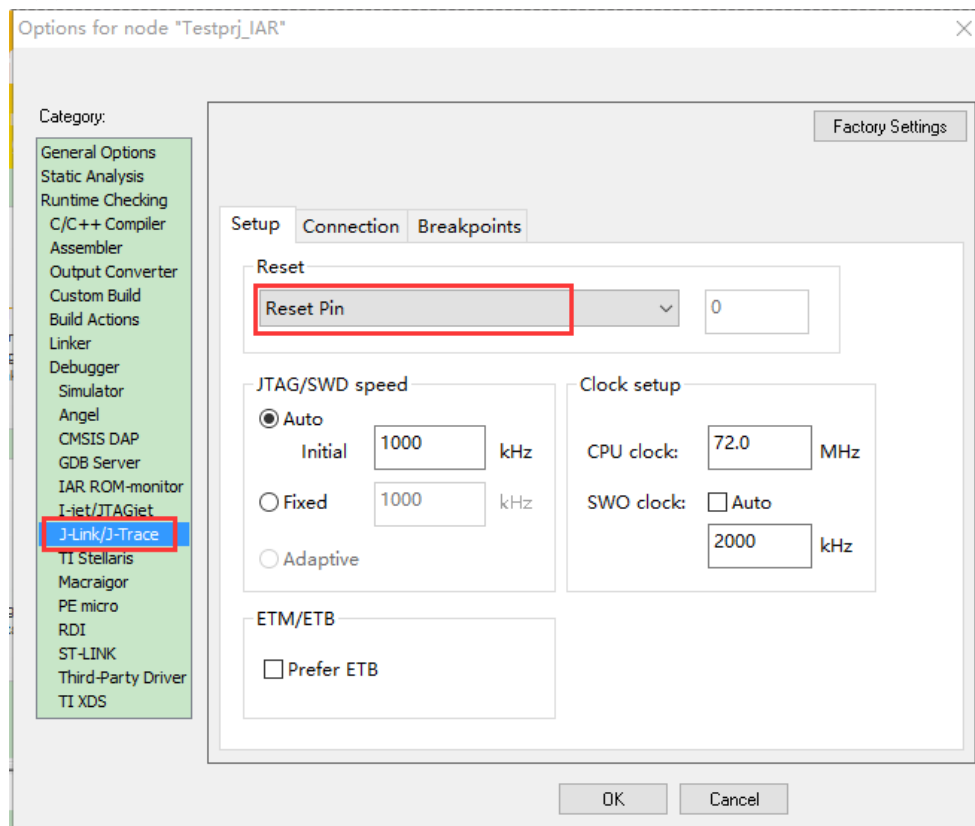 Options for node "Testprj_IAR"
Category:
Factory Settings
General Options
Static Analysis
Runtime Checking
C/C++ Compiler
Assembler
Output Converter
Custom Build
Build Actions
Linker
Debugger
Simulator
Angel
CMSIS DAP
GDB Server
IAR ROM-monitor
I-jet/JTAGjet
J-Link/J-Trace
TI Stellaris
Macraigor
PE micro
RDI
ST-LINK
Third-Party Driver
TI XDS
Setup Connection Breakpoints
Reset
Reset Pin 0
JTAG/SWD speed
Auto
Initial 1000 kHz
Fixed 1000 kHz
Adaptive
Clock setup
CPU clock: 72.0 MHz
SWO clock: Auto
2000 kHz
ETM/ETB
Prefer ETB
OK Cancel